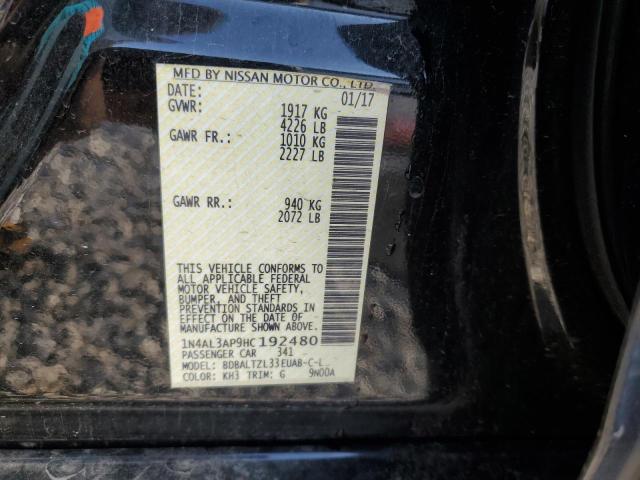 MFD BY NISSAN MOTOR CO., LTD.
DATE: 01/17
GVWR: 1917 KG
4226 LB
GAWR FR.: 1010 KG
2227 LB
GAWR RR.: 940 KG
2072 LB
THIS VEHICLE CONFORMS TO
ALL APPLICABLE FEDERAL
MOTOR VEHICLE SAFETY,
BUMPER, AND THEFT
PREVENTION STANDARDS IN
EFFECT ON THE DATE OF
MANUFACTURE SHOWN ABOVE.
1N4AL3AP9HC192480
PASSENGER CAR 341
MODEL: BDBALTZL33EUAB-C-L
COLOR: KH3 TRIM: G 9N00A